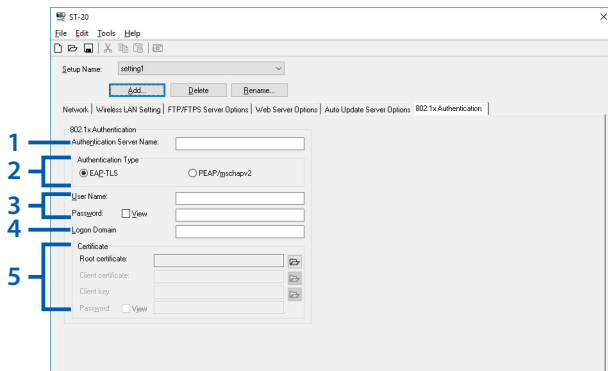 ST-20
File Edit Tools Help
Setup Name: setting1
Add... Delete Rename...
Network Wireless LAN Setting FTP/FTPS Server Options Web Server Options Auto Update Server Options 802.1x Authentication
802.1x Authentication
1 Authentication Server Name:
2 Authentication Type
EAP-TLS PEAP/mschapv2
3 User Name:
Password: View
4 Logon Domain
5 Certificate
Root certificate:
Client certificate:
Client key:
Password: View